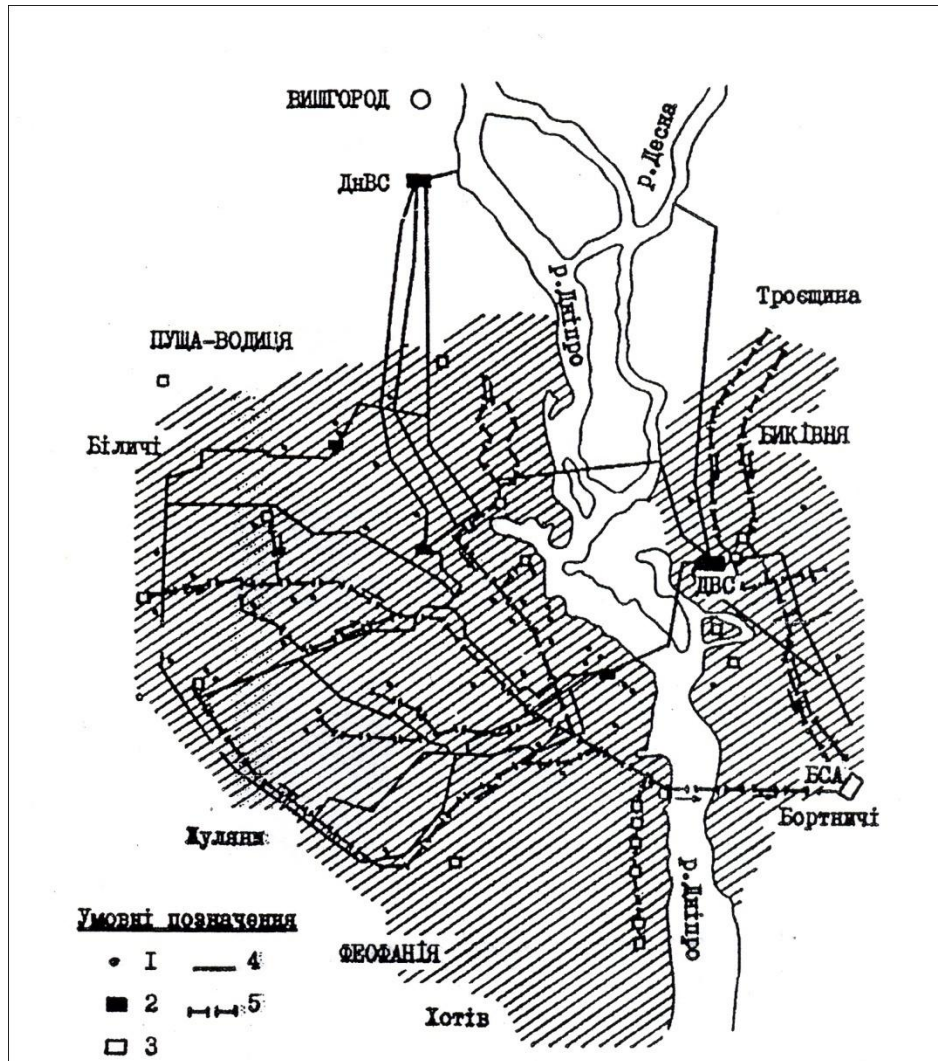 ВИШГОРОД
р. Десна
ДнВС
р. Дніпро
Троєщина
ПУЩА-ВОДИЦЯ
Біличі
БИКІВНЯ
ДВС
БСА
Бортничі
Жуляни
р. Дніпро
Умовні позначення
І 4
2 5
3
ФЕОФАНІЯ
Хотів